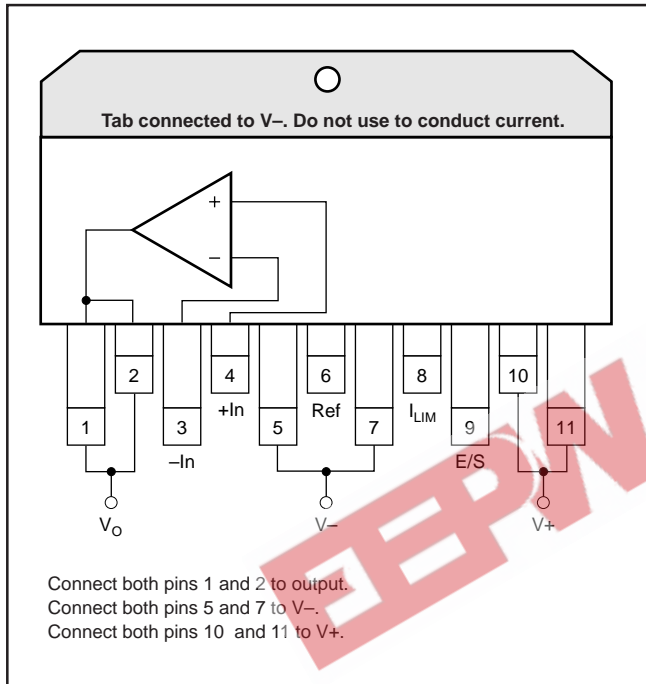 Tab connected to V–. Do not use to conduct current.
+
–
1
2
3
4
5
6
7
8
9
10
11
+In
Ref
I_LIM
–In
E/S
V_O
V–
V+
Connect both pins 1 and 2 to output.
Connect both pins 5 and 7 to V–.
Connect both pins 10 and 11 to V+.
EEPW